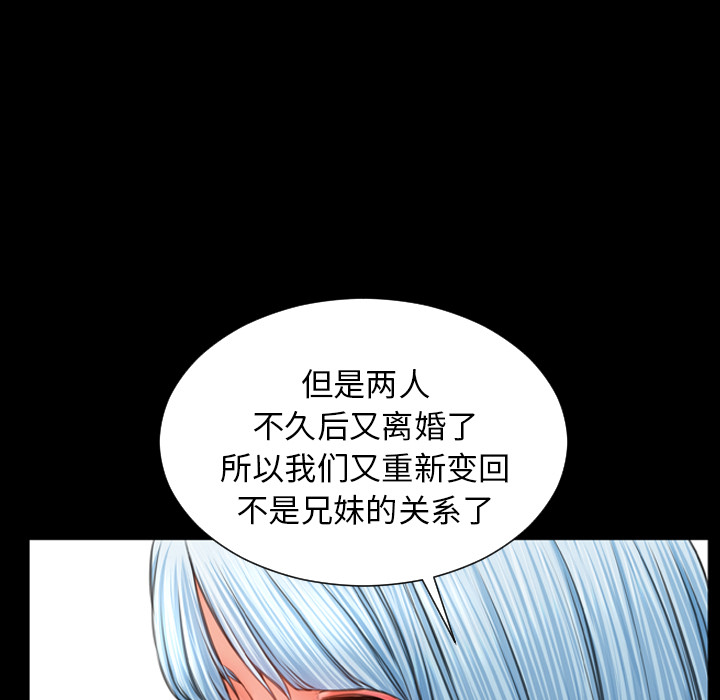 但是两人
不久后又离婚了
所以我们又重新变回
不是兄妹的关系了